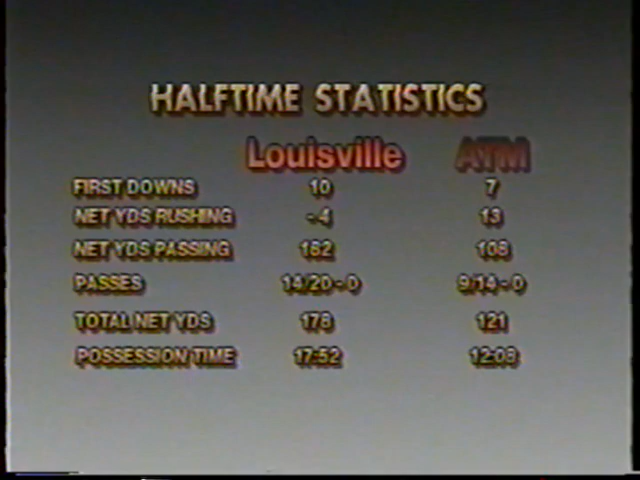 HALFTIME STATISTICS
Louisville ATM
FIRST DOWNS 10 7
NET YDS RUSHING - 4 13
NET YDS PASSING 182 108
PASSES 14/20 - 0 9/14 - 0
TOTAL NET YDS 178 121
POSSESSION TIME 17:52 12:08